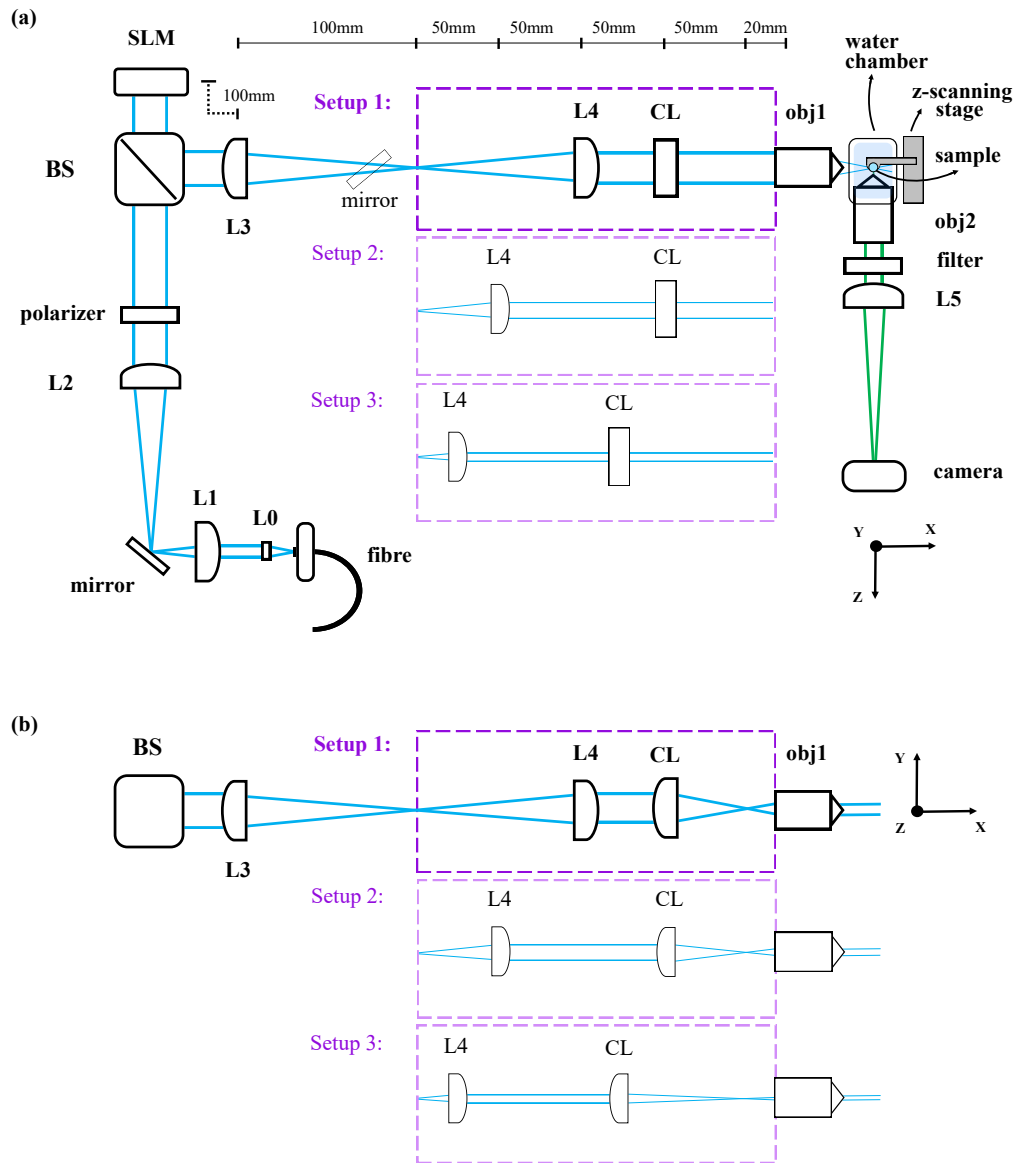 (a)
SLM
100mm
50mm
50mm
50mm
50mm
20mm
water
chamber
z-scanning
stage
100mm
Setup 1:
L4
CL
obj1
BS
sample
mirror
L3
obj2
Setup 2:
L4
CL
filter
L5
polarizer
L2
Setup 3:
L4
CL
camera
L1
L0
fibre
mirror
Y
X
Z
(b)
BS
Setup 1:
L4
CL
obj1
Y
Z
X
L3
Setup 2:
L4
CL
Setup 3:
L4
CL